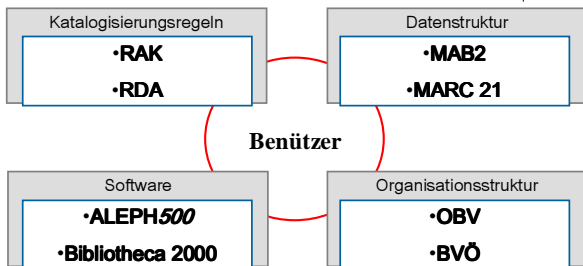 Katalogisierungsregeln
•RAK
•RDA
Datenstruktur
•MAB2
•MARC 21
Benützer
Software
•ALEPH500
•Bibliotheca 2000
Organisationsstruktur
•OBV
•BVÖ